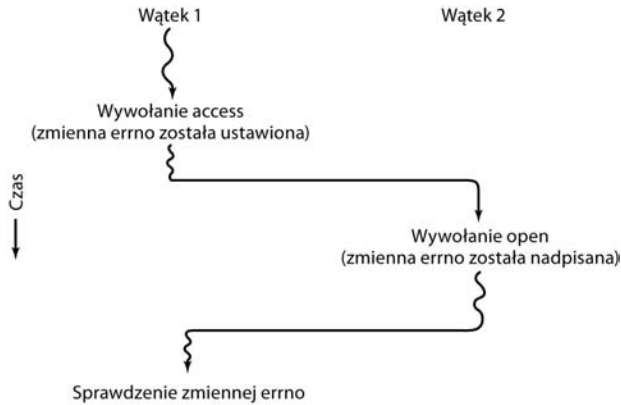 Wątek 1
Wątek 2
Wywołanie access
(zmienna errno została ustawiona)
Czas
Wywołanie open
(zmienna errno została nadpisana)
Sprawdzenie zmiennej errno